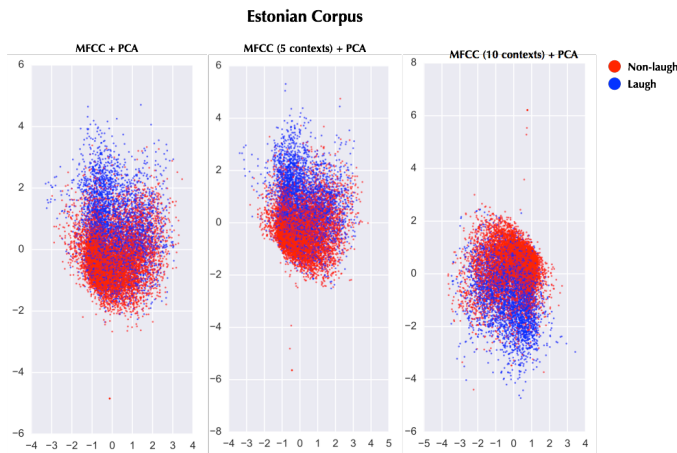 Estonian Corpus
MFCC + PCA
MFCC (5 contexts) + PCA
MFCC (10 contexts) + PCA
Non-laugh
Laugh
6
4
2
0
−2
−4
−6
−4 −3 −2 −1 0 1 2 3 4
6
4
2
0
−2
−4
−6
−8
−4 −3 −2 −1 0 1 2 3 4 5
8
6
4
2
0
−2
−4
−6
−5 −4 −3 −2 −1 0 1 2 3 4